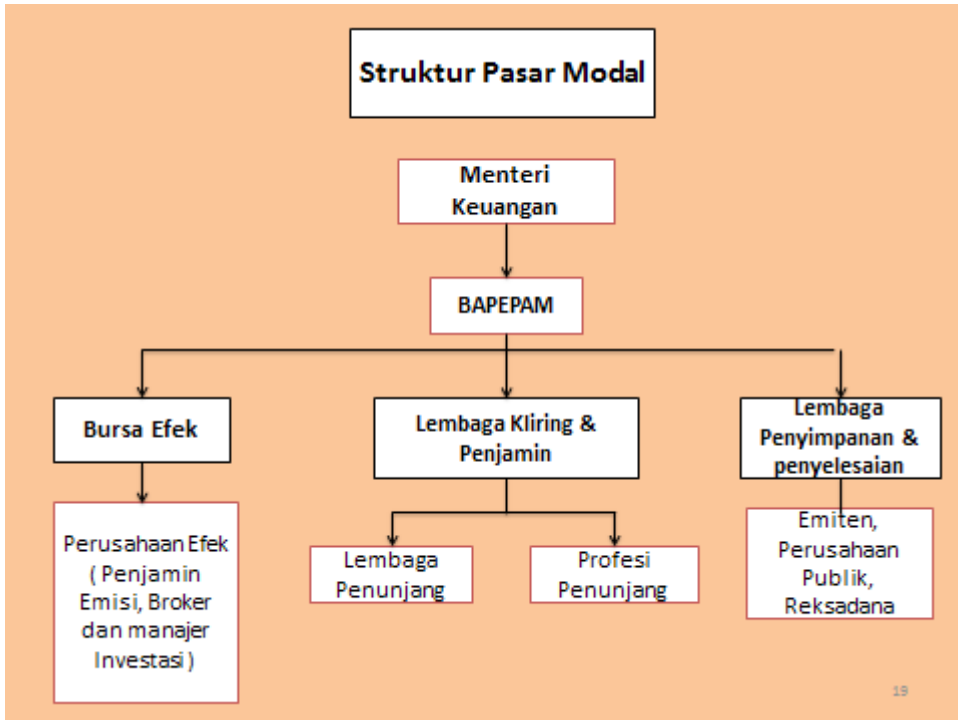 Struktur Pasar Modal
Menteri
Keuangan
BAPEPAM
Bursa Efek
Lembaga Kliring &
Penjamin
Lembaga
Penyimpanan &
penyelesaian
Perusahaan Efek
( Penjamin
Emisi, Broker
dan manajer
Investasi )
Lembaga
Penunjang
Profesi
Penunjang
Emiten,
Perusahaan
Publik,
Reksadana
19